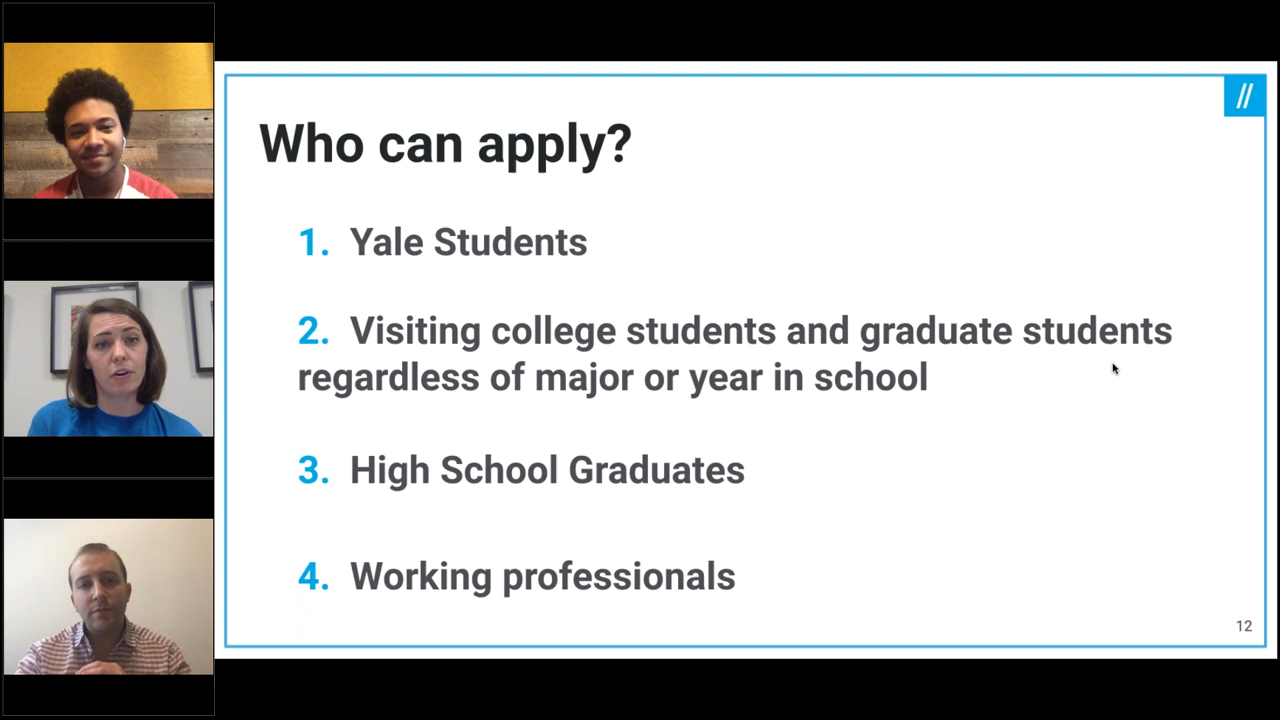 //
Who can apply?
1. Yale Students
2. Visiting college students and graduate students
regardless of major or year in school
3. High School Graduates
4. Working professionals
12